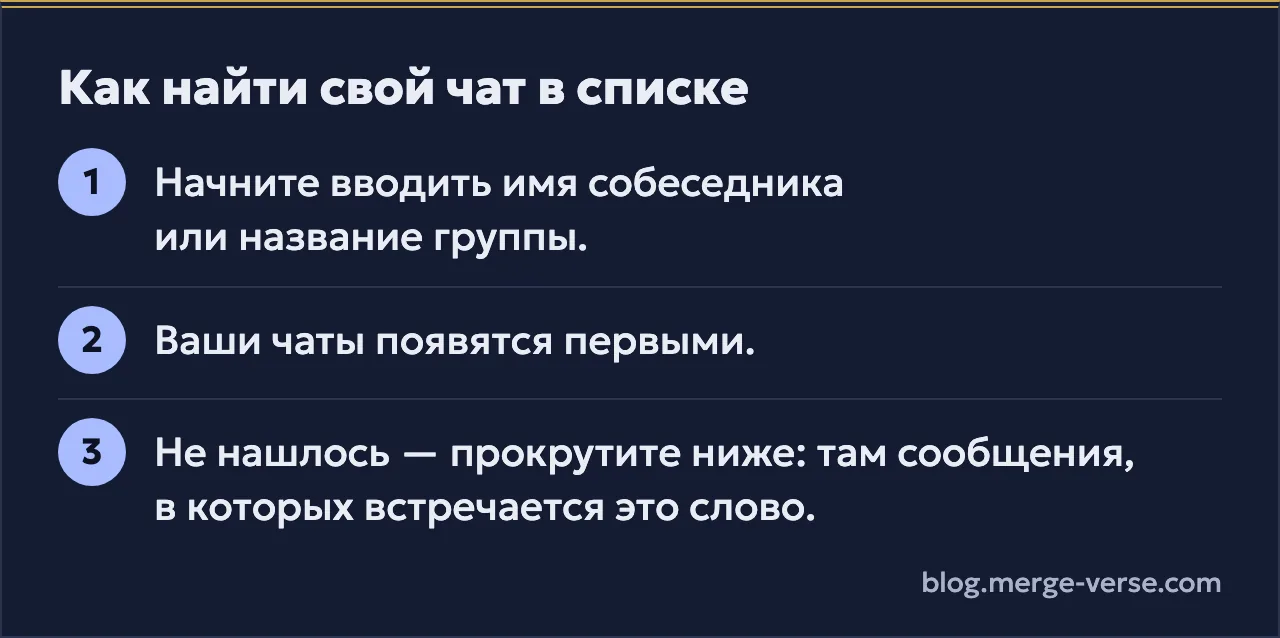 Как найти свой чат в списке
1 Начните вводить имя собеседника
или название группы.
2 Ваши чаты появятся первыми.
3 Не нашлось — прокрутите ниже: там сообщения,
в которых встречается это слово.
blog.merge-verse.com